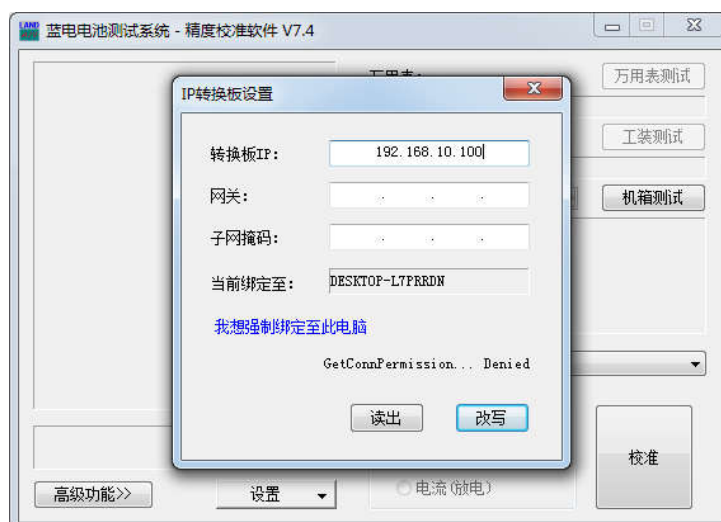 LAND
蓝电电池测试系统 - 精度校准软件 V7.4
IP转换板设置
万用表测试
转换板IP: 192.168.10.100
工装测试
网关: . . .
机箱测试
子网掩码: . . .
当前绑定至: DESKTOP-L7PRRDN
我想强制绑定至此电脑
GetConnPermission... Denied
读出 改写
校准
高级功能>> 设置
电流(放电)